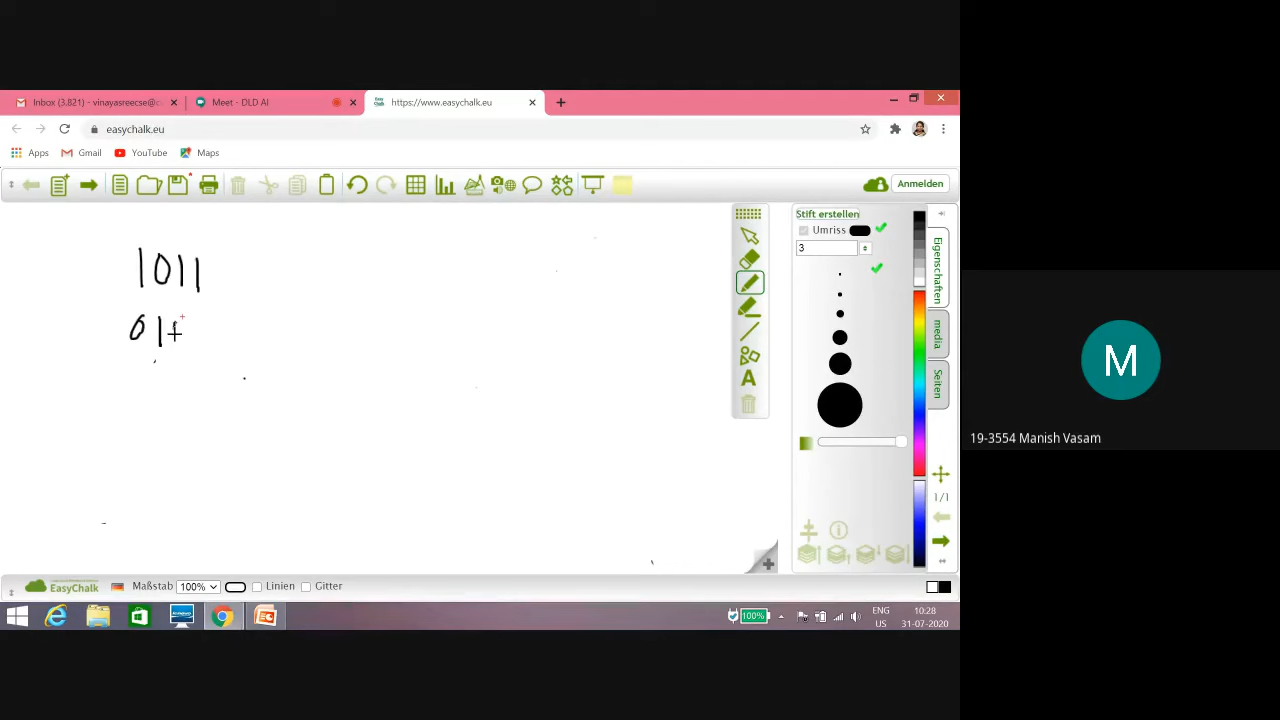 Inbox (3,821) - vinayasreecse@c
Meet - DLD AI
https://www.easychalk.eu
easychalk.eu
Apps Gmail YouTube Maps
Anmelden
Stift erstellen
Umriss
3
1011
01
Eigenschaften
media
Seiten
M
19-3554 Manish Vasam
1/1
EasyChalk Maßstab 100% Linien Gitter
100%
ENG
US
10:28
31-07-2020